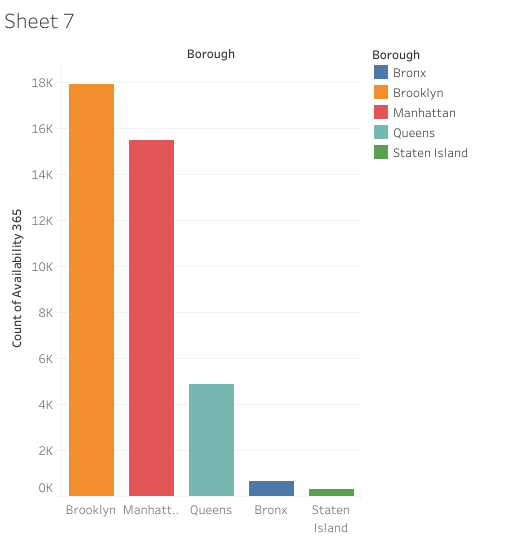 Sheet 7
Borough
18K
16K
14K
12K
10K
8K
6K
4K
2K
0K
Count of Availability 365
Brooklyn
Manhatt..
Queens
Bronx
Staten
Island
Borough
Bronx
Brooklyn
Manhattan
Queens
Staten Island